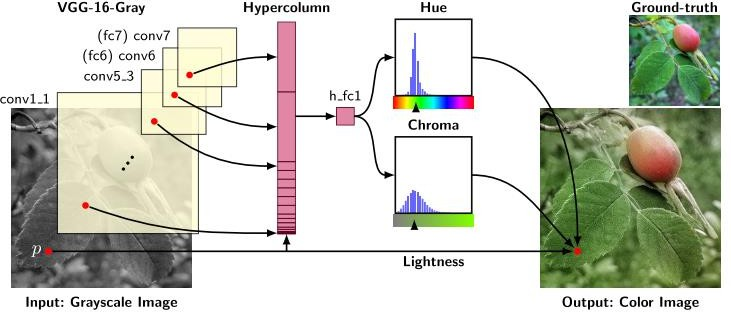 VGG-16-Gray
Hypercolumn
Hue
Ground-truth
(fc7) conv7
(fc6) conv6
conv5_3
conv1_1
h_fc1
Chroma
p
Lightness
Input: Grayscale Image
Output: Color Image